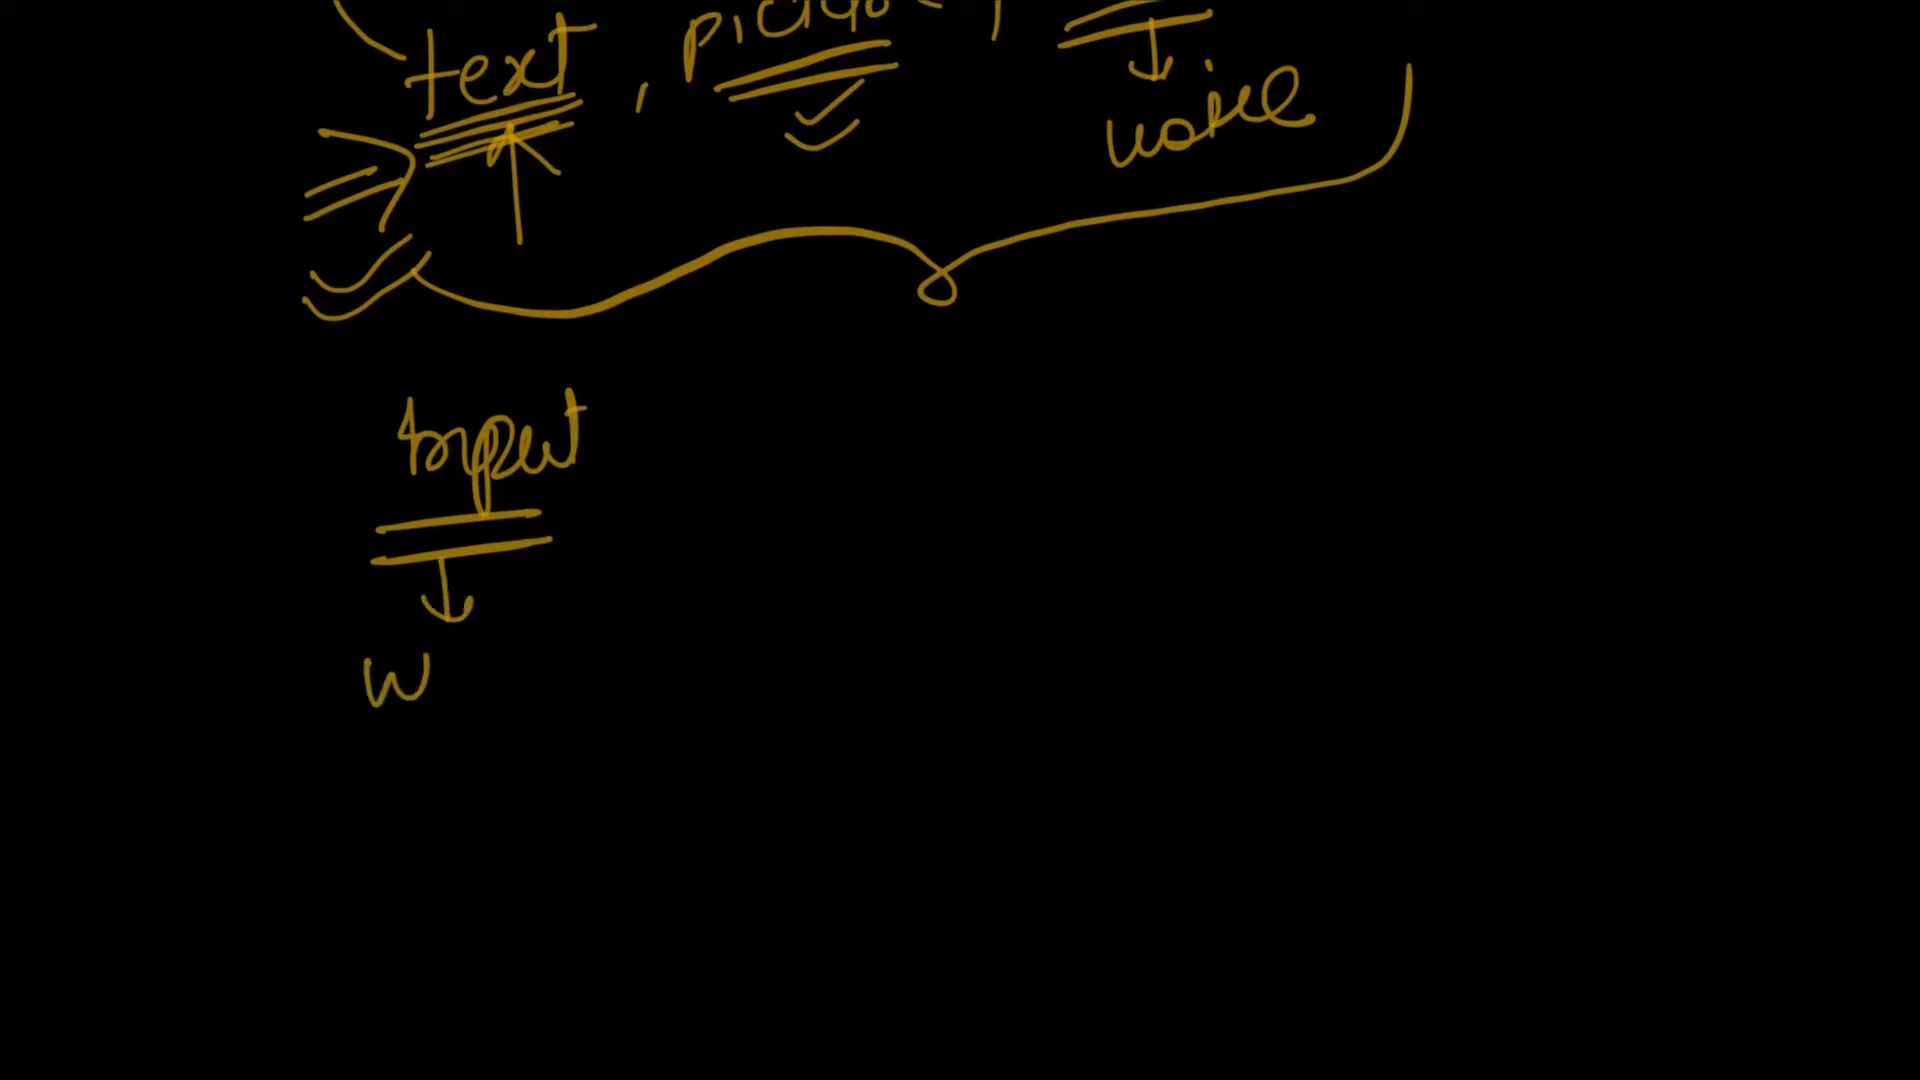 text ,
voice
Input
w